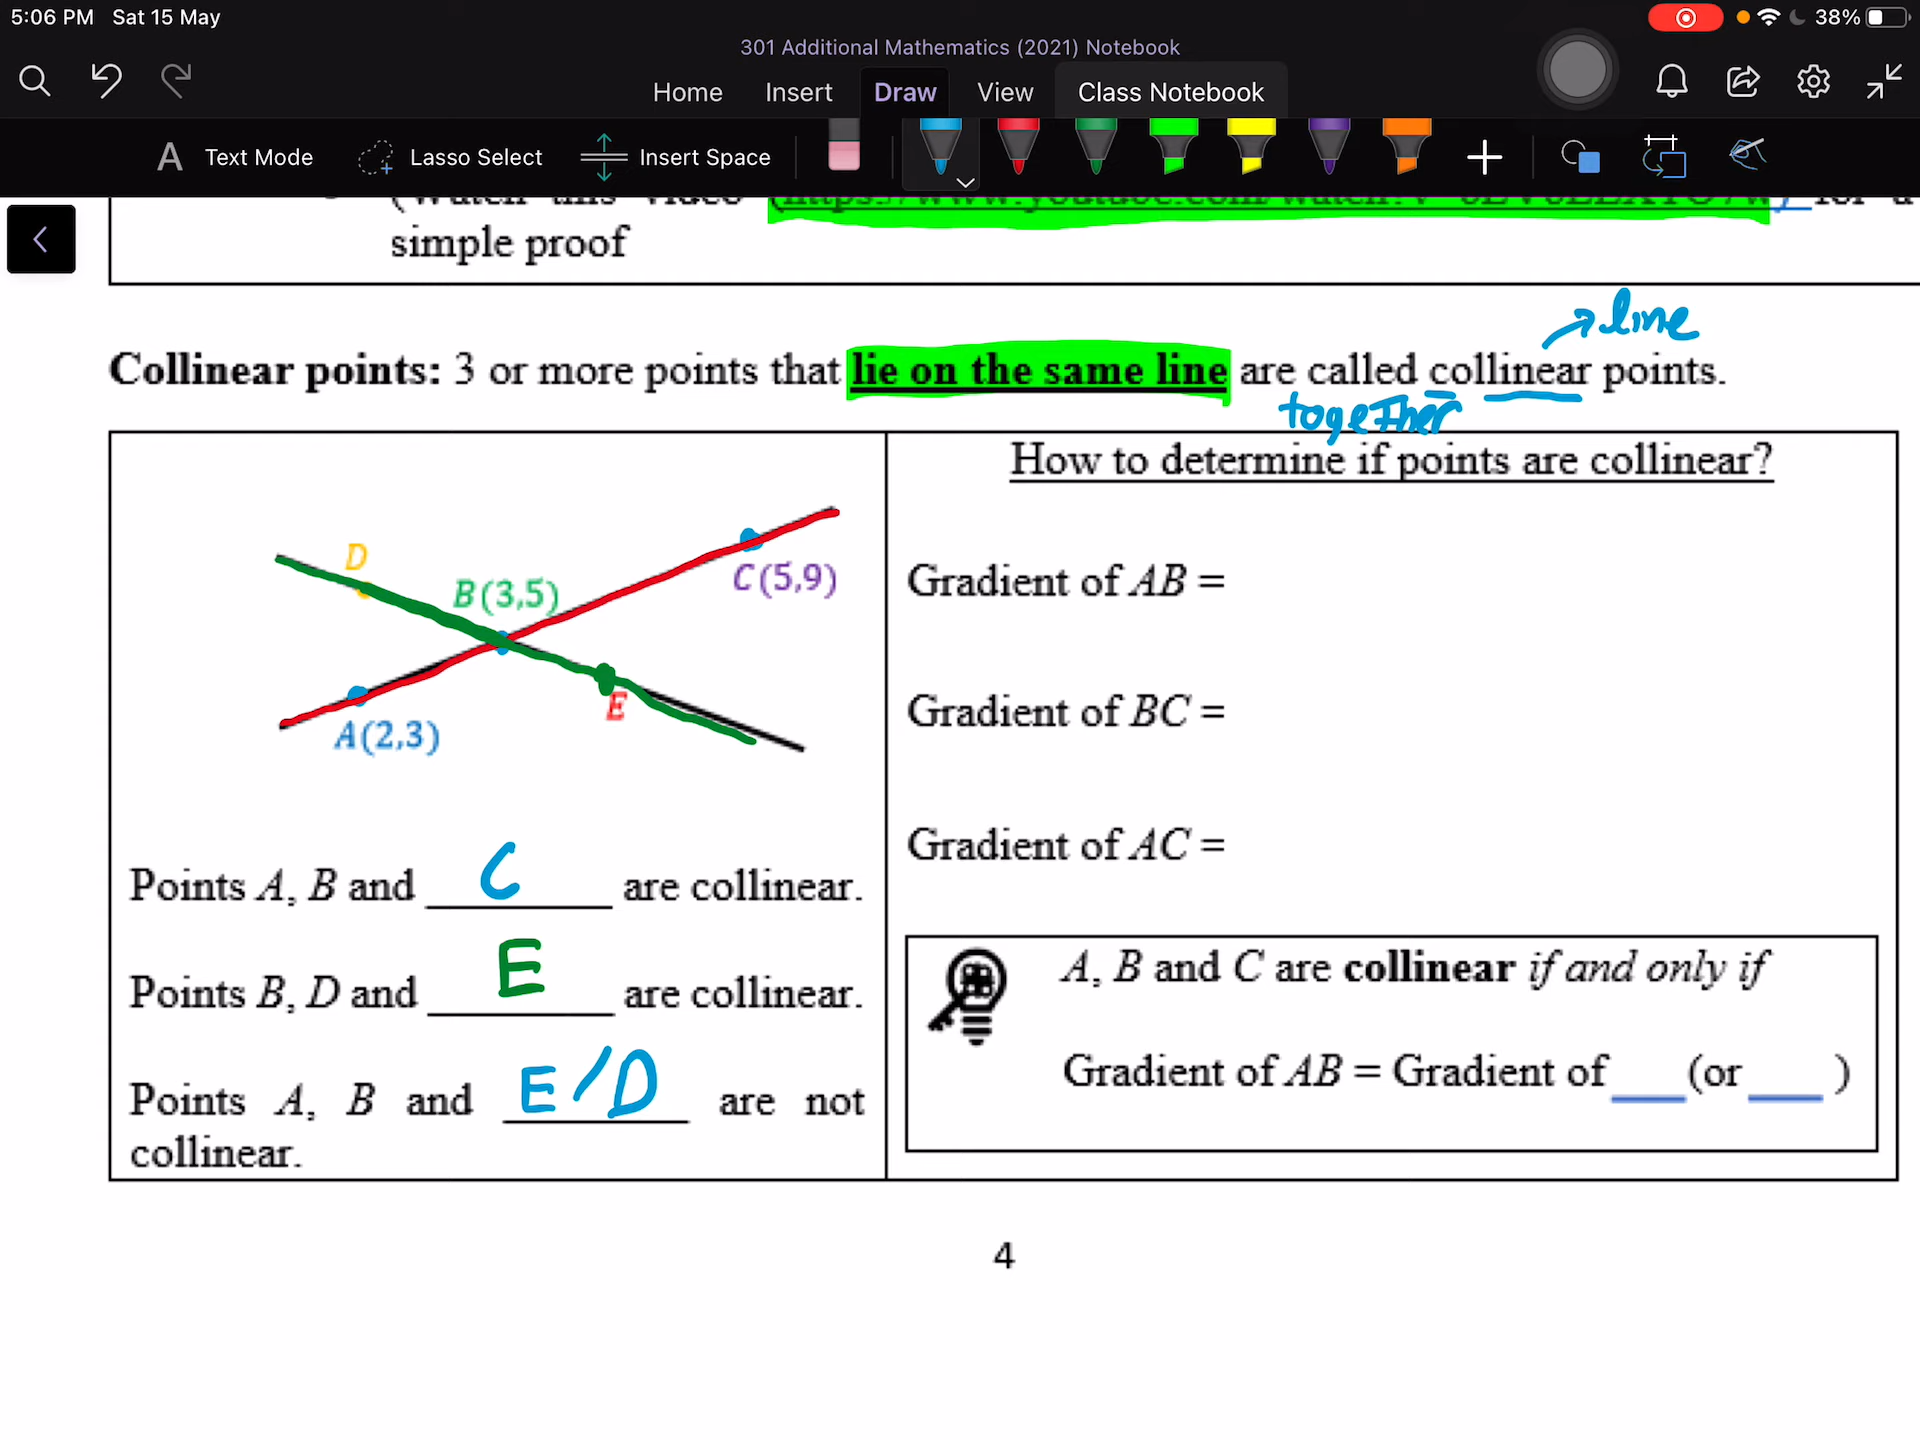 5:06 PM Sat 15 May
38%
301 Additional Mathematics (2021) Notebook
Home Insert Draw View Class Notebook
A Text Mode Lasso Select Insert Space
simple proof
line
Collinear points: 3 or more points that lie on the same line are called collinear points.
together
D
B(3,5)
C(5,9)
E
A(2,3)
Points A, B and C are collinear.
Points B, D and E are collinear.
Points A, B and E/D are not
collinear.
How to determine if points are collinear?
Gradient of AB =
Gradient of BC =
Gradient of AC =
A, B and C are collinear if and only if
Gradient of AB = Gradient of ___ (or ___ )
4